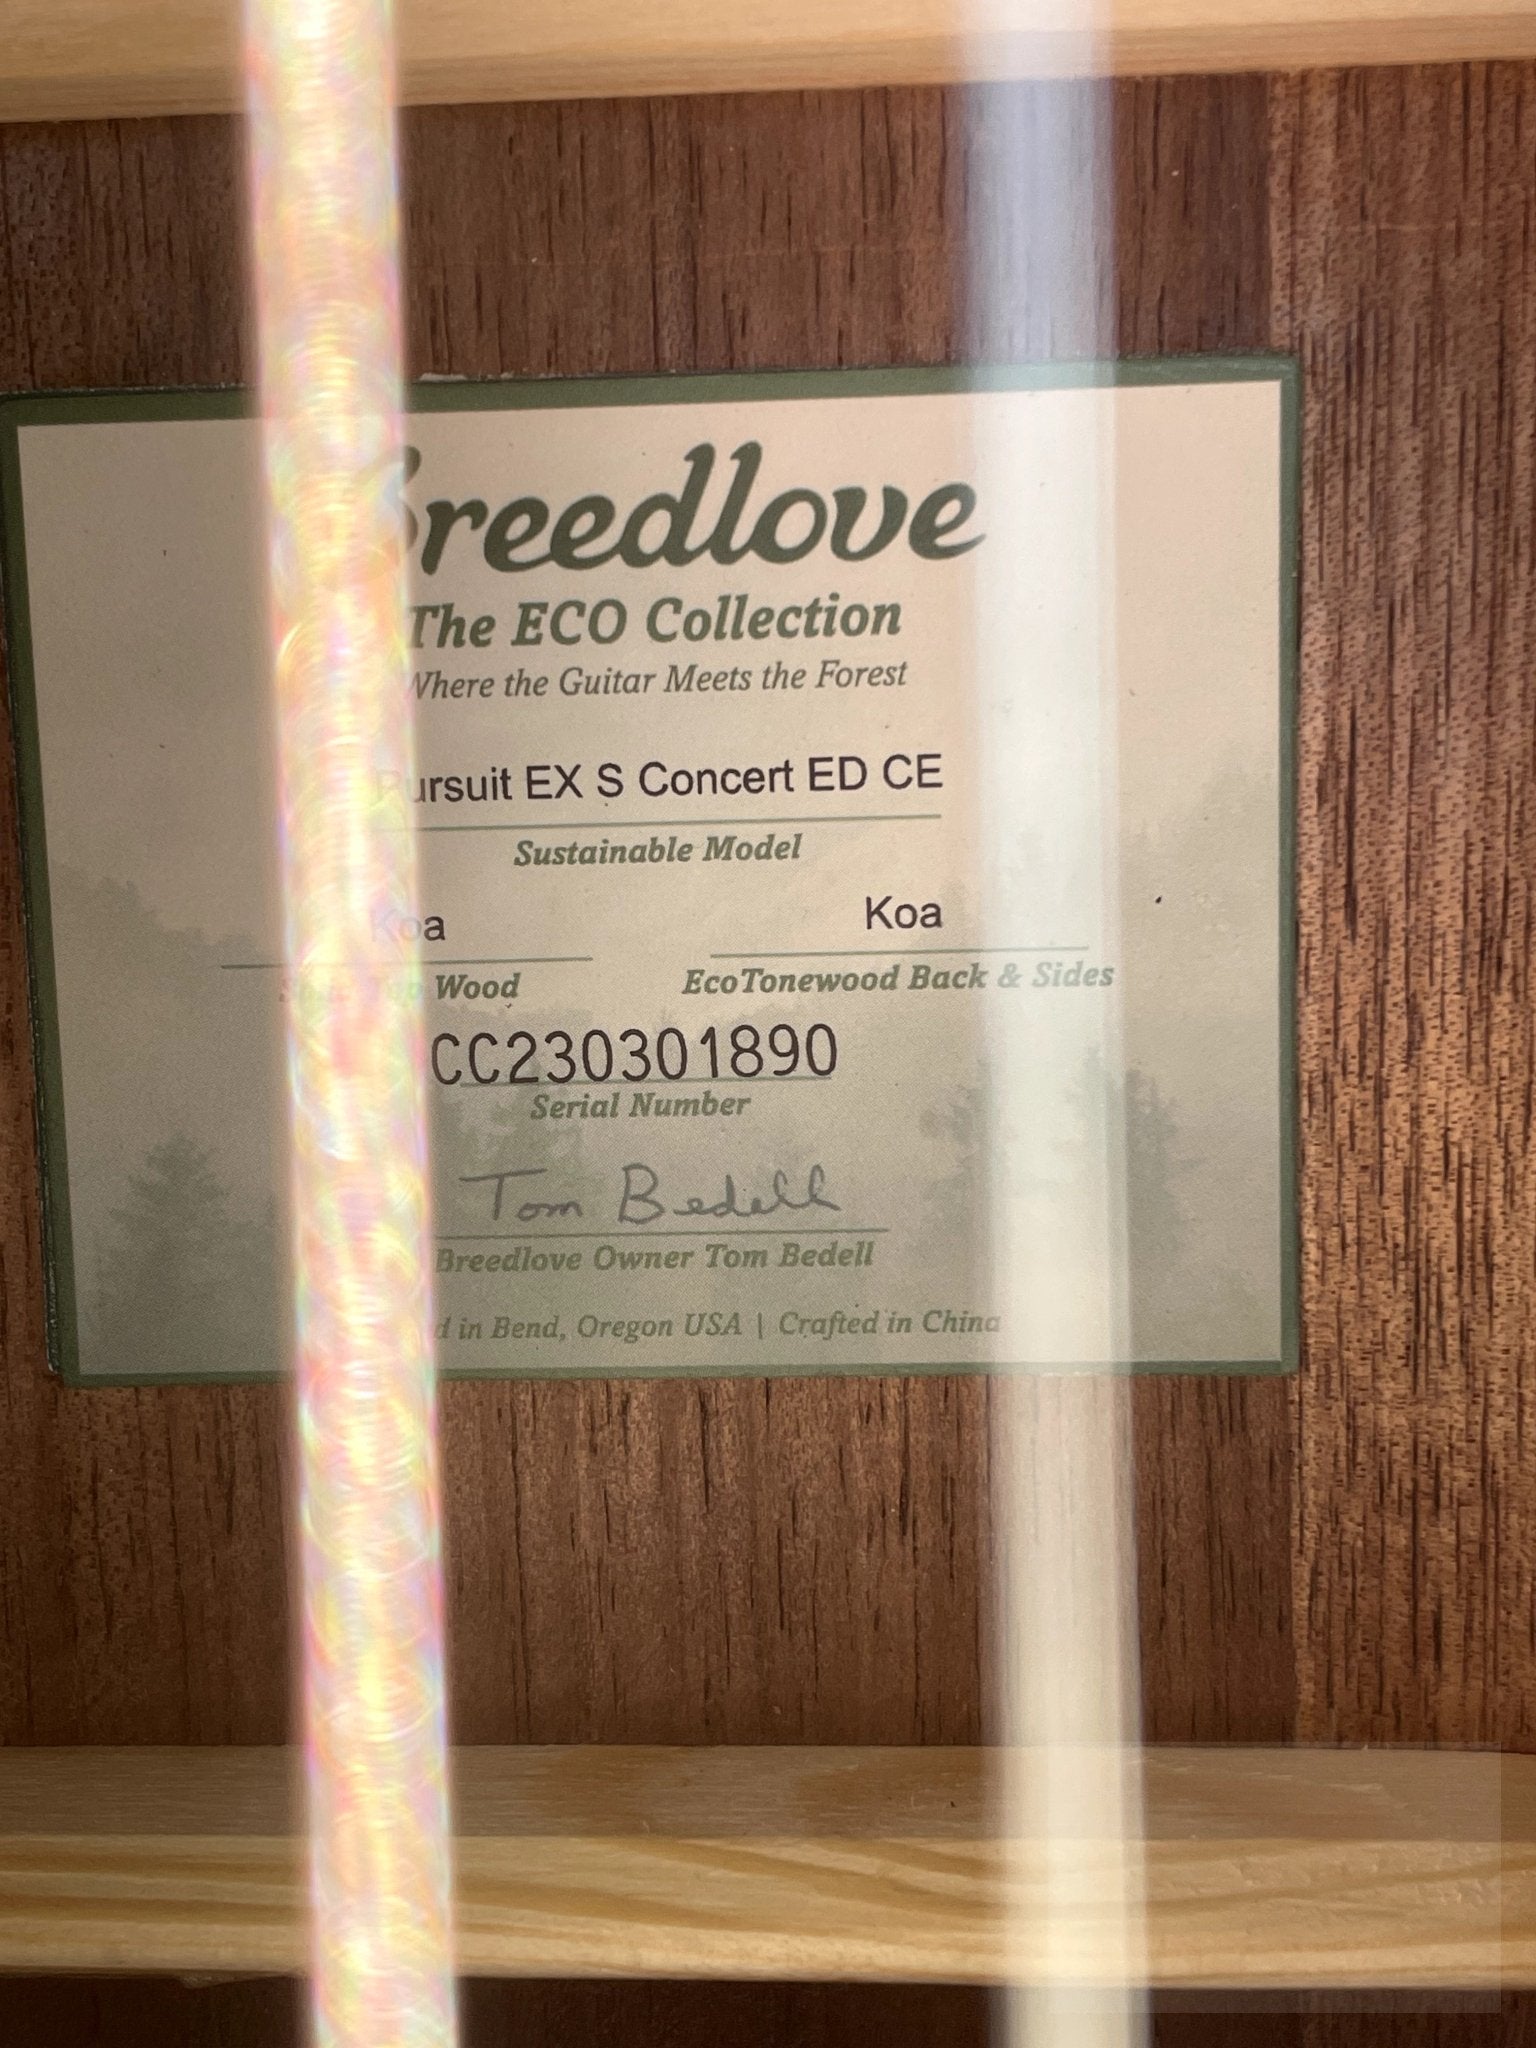 Breedlove
The ECO Collection
Where the Guitar Meets the Forest
Pursuit EX S Concert ED CE
Sustainable Model
Koa Koa
Wood EcoTonewood Back & Sides
CC230301890
Serial Number
Tom Bedell
Breedlove Owner Tom Bedell
in Bend, Oregon USA | Crafted in China